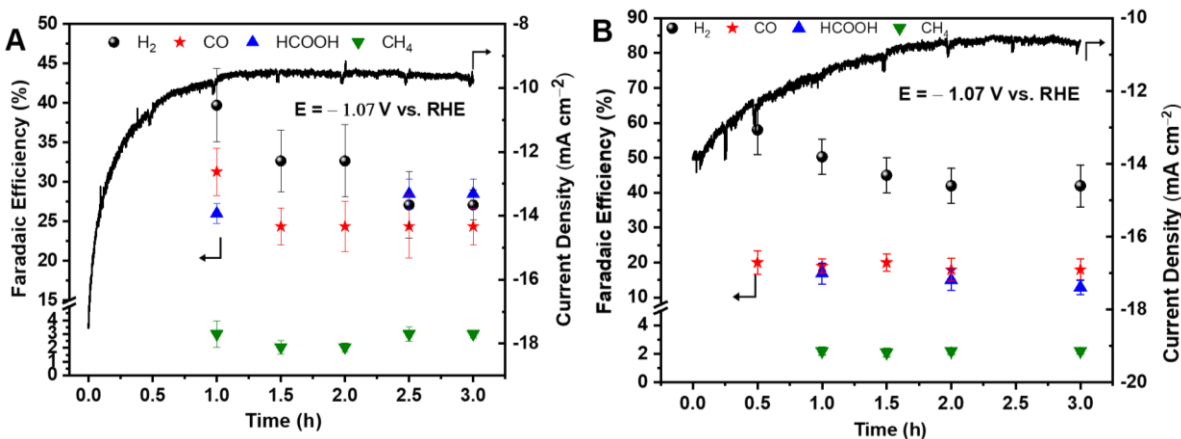 A
H₂ CO HCOOH CH₄
E = − 1.07 V vs. RHE
Faradaic Efficiency (%)
50
45
40
35
30
25
20
15
4
3
2
1
0
0.0 0.5 1.0 1.5 2.0 2.5 3.0
Time (h)
-8
-10
-12
-14
-16
-18
Current Density (mA cm⁻²)
B
H₂ CO HCOOH CH₄
E = − 1.07 V vs. RHE
Faradaic Efficiency (%)
90
80
70
60
50
40
30
20
10
4
2
0
0.0 0.5 1.0 1.5 2.0 2.5 3.0
Time (h)
-10
-12
-14
-16
-18
-20
Current Density (mA cm⁻²)